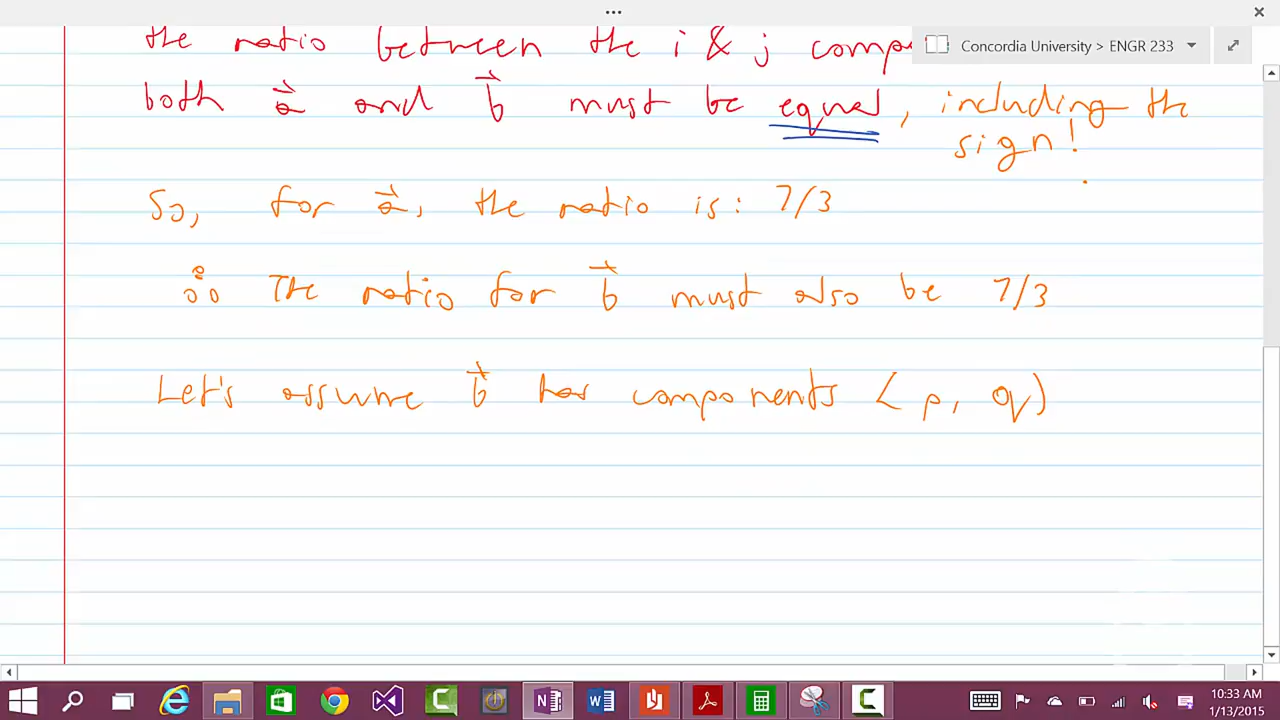 Concordia University > ENGR 233
the ratio between the i & j compo
both a⃗ and b⃗ must be equal, including the
sign!
So, for a⃗, the ratio is: 7/3
∴ The ratio for b⃗ must also be 7/3
Let's assume b⃗ has components <p, q)
10:33 AM
1/13/2015